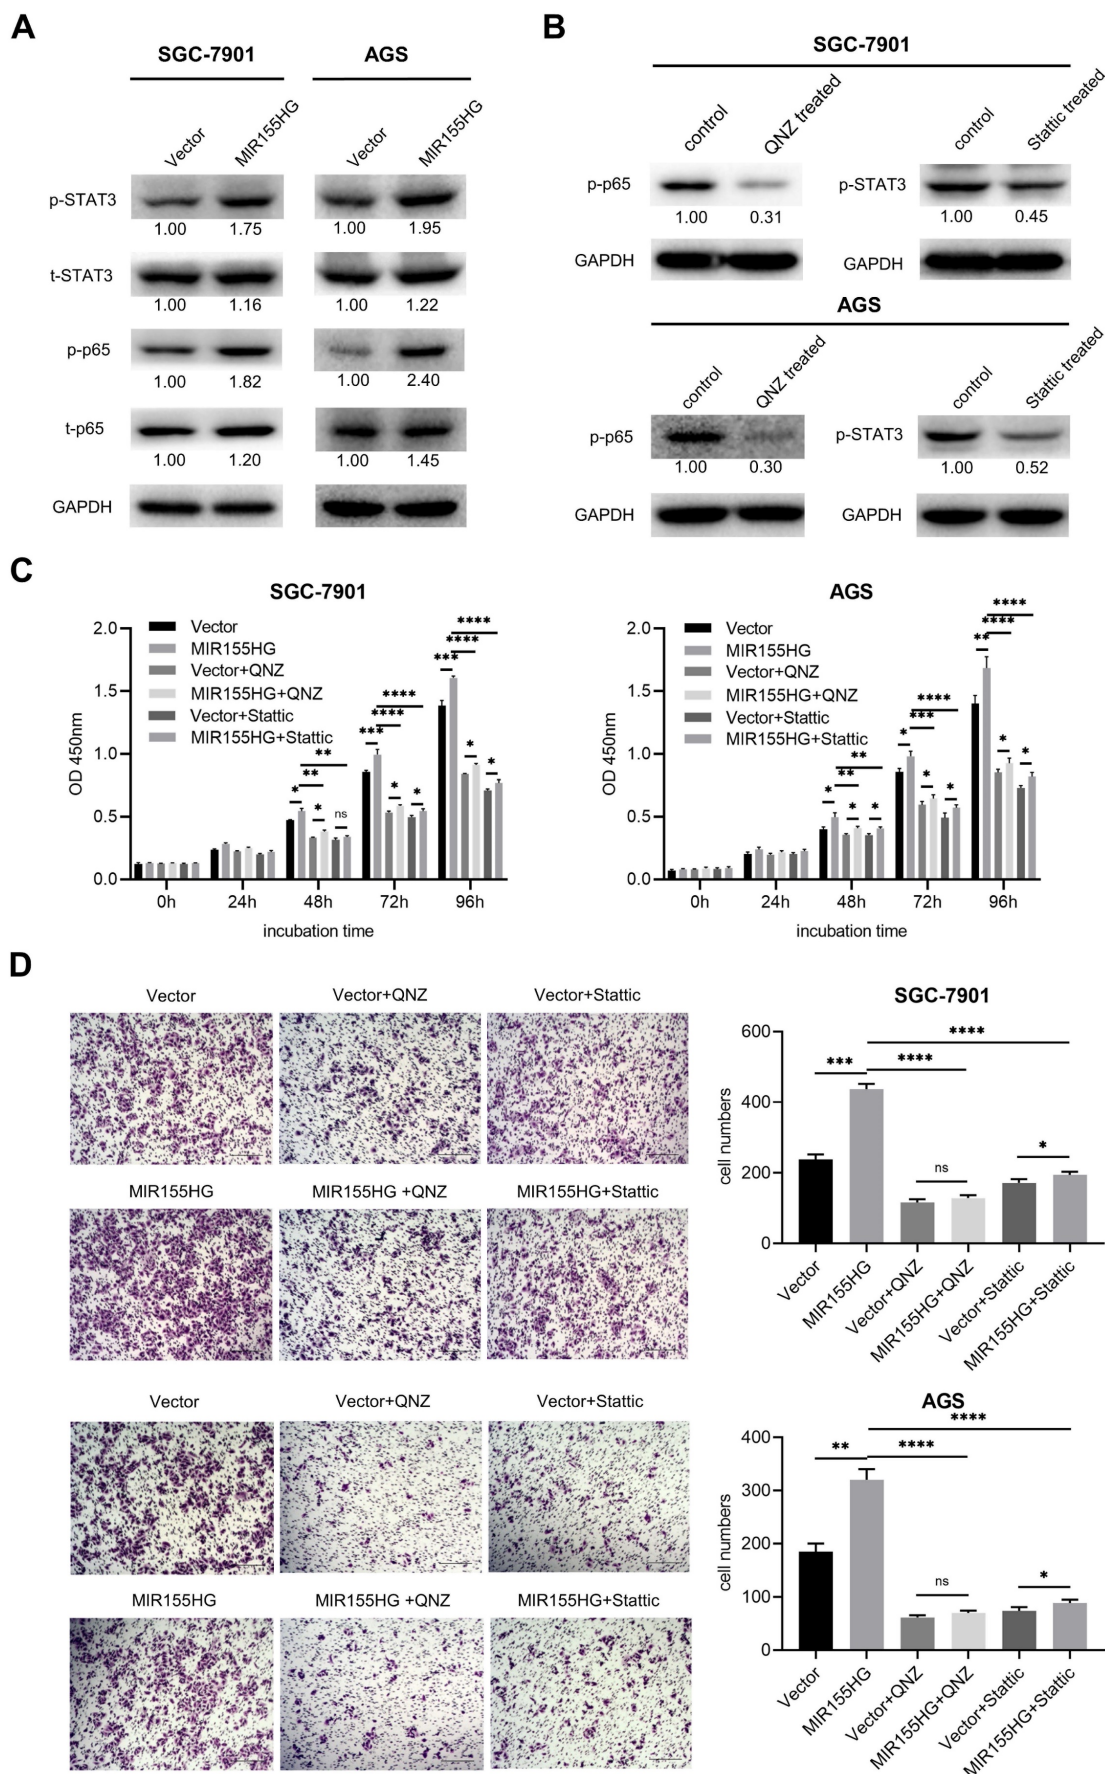 A
SGC-7901 AGS
Vector MIR155HG Vector MIR155HG
p-STAT3
1.00 1.75 1.00 1.95
t-STAT3
1.00 1.16 1.00 1.22
p-p65
1.00 1.82 1.00 2.40
t-p65
1.00 1.20 1.00 1.45
GAPDH
B
SGC-7901
control QNZ treated control Stattic treated
p-p65 p-STAT3
1.00 0.31 1.00 0.45
GAPDH GAPDH
AGS
control QNZ treated control Stattic treated
p-p65 p-STAT3
1.00 0.30 1.00 0.52
GAPDH GAPDH
C
SGC-7901
OD 450nm
2.0
1.5
1.0
0.5
0.0
Vector
MIR155HG
Vector+QNZ
MIR155HG+QNZ
Vector+Stattic
MIR155HG+Stattic
* ** ** * ns
*** **** **** * *
*** **** **** * *
0h 24h 48h 72h 96h
incubation time
AGS
OD 450nm
2.0
1.5
1.0
0.5
0.0
Vector
MIR155HG
Vector+QNZ
MIR155HG+QNZ
Vector+Stattic
MIR155HG+Stattic
* ** ** * *
* *** **** * *
** **** **** * *
0h 24h 48h 72h 96h
incubation time
D
Vector Vector+QNZ Vector+Stattic
MIR155HG MIR155HG +QNZ MIR155HG+Stattic
Vector Vector+QNZ Vector+Stattic
MIR155HG MIR155HG +QNZ MIR155HG+Stattic
SGC-7901
cell numbers
600
400
200
0
****
*** ****
ns *
Vector
MIR155HG
Vector+QNZ
MIR155HG+QNZ
Vector+Stattic
MIR155HG+Stattic
AGS
cell numbers
400
300
200
100
0
****
** ****
ns *
Vector
MIR155HG
Vector+QNZ
MIR155HG+QNZ
Vector+Stattic
MIR155HG+Stattic